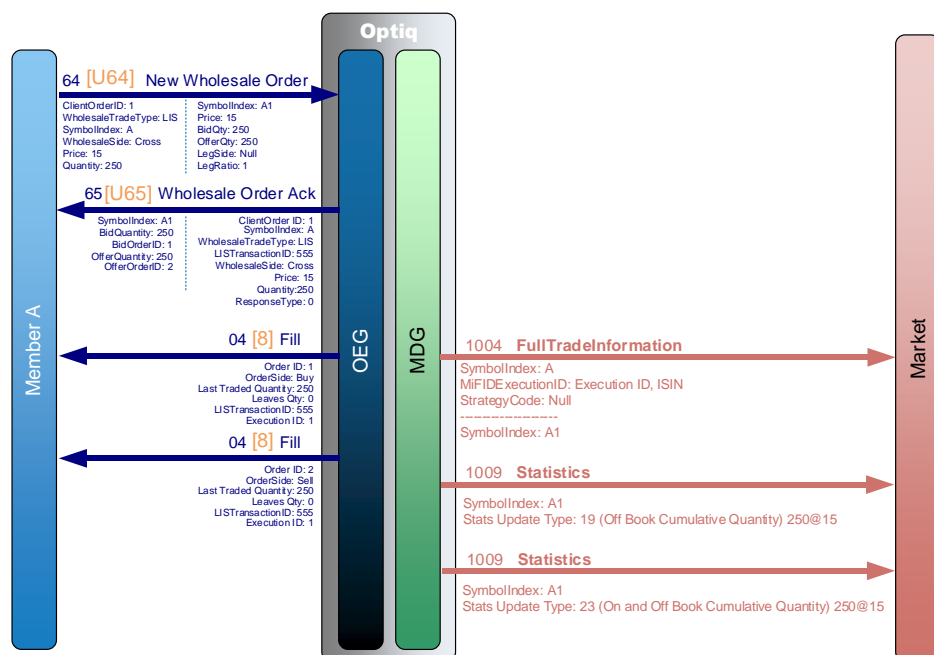 Optiq
Member A
OEG
MDG
Market
64 [U64] New Wholesale Order
ClientOrderID: 1
WholesaleTradeType: LIS
SymbolIndex: A
WholesaleSide: Cross
Price: 15
Quantity: 250
SymbolIndex: A1
Price: 15
BidQty: 250
OfferQty: 250
LegSide: Null
LegRatio: 1
65 [U65] Wholesale Order Ack
SymbolIndex: A1
BidQuantity: 250
BidOrderID: 1
OfferQuantity: 250
OfferOrderID: 2
ClientOrder ID: 1
SymbolIndex: A
WholesaleTradeType: LIS
LISTransactionID: 555
WholesaleSide: Cross
Price: 15
Quantity:250
ResponseType: 0
04 [8] Fill
Order ID: 1
OrderSide: Buy
Last Traded Quantity: 250
Leaves Qty: 0
LISTransactionID: 555
Execution ID: 1
04 [8] Fill
Order ID: 2
OrderSide: Sell
Last Traded Quantity: 250
Leaves Qty: 0
LISTransactionID: 555
Execution ID: 1
1004 FullTradeInformation
SymbolIndex: A
MiFIDExecutionID: Execution ID, ISIN
StrategyCode: Null
-----------------------
SymbolIndex: A1
1009 Statistics
SymbolIndex: A1
Stats Update Type: 19 (Off Book Cumulative Quantity) 250@15
1009 Statistics
SymbolIndex: A1
Stats Update Type: 23 (On and Off Book Cumulative Quantity) 250@15